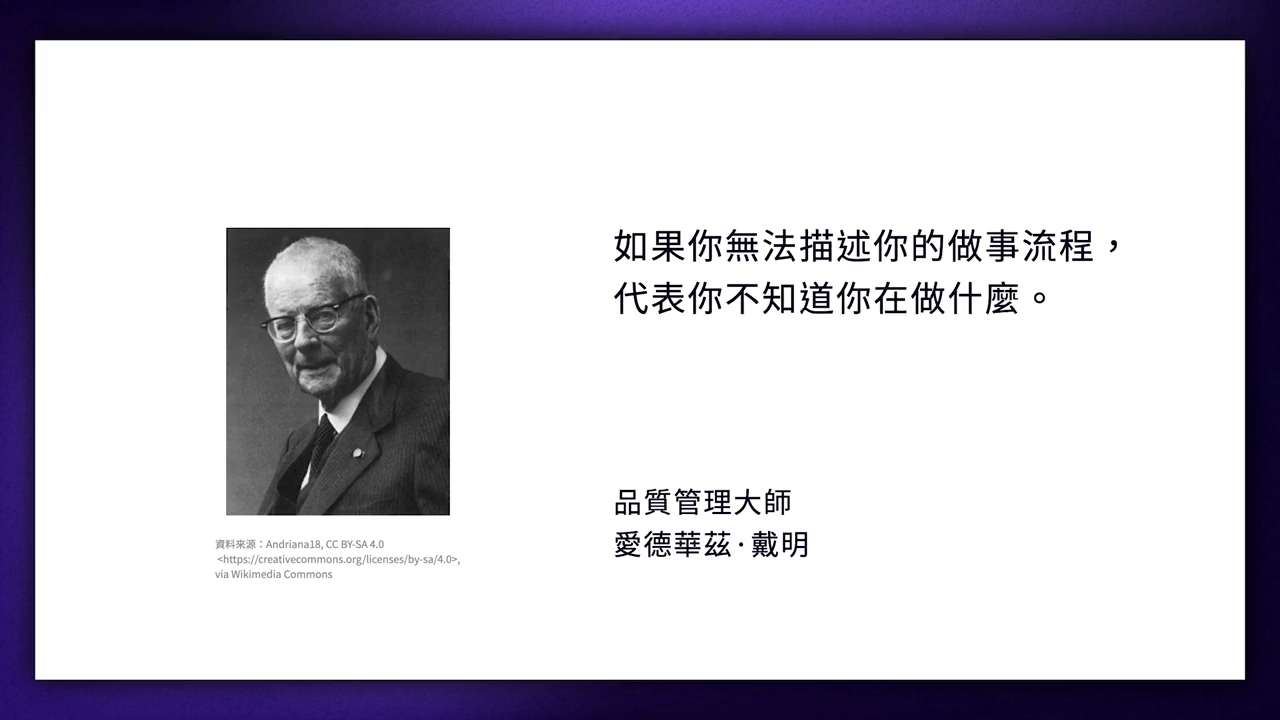 如果你無法描述你的做事流程，
代表你不知道你在做什麼。
品質管理大師
愛德華茲·戴明
資料來源：Andriana18, CC BY-SA 4.0
<https://creativecommons.org/licenses/by-sa/4.0>,
via Wikimedia Commons